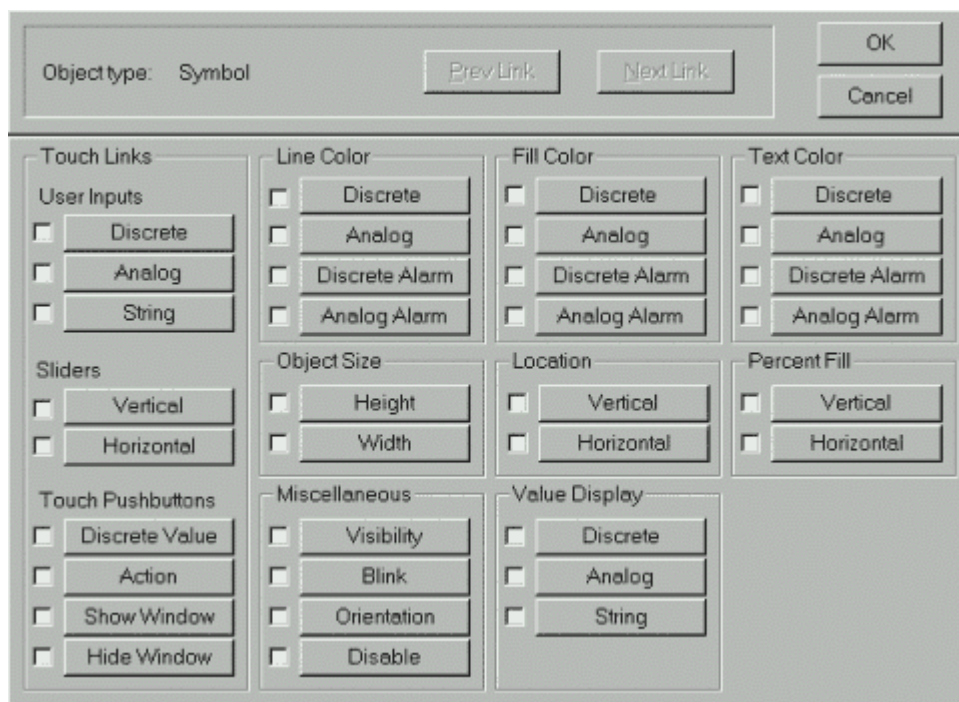 Object type: Symbol
Prev Link
Next Link
OK
Cancel
Touch Links
User Inputs
Discrete
Analog
String
Sliders
Vertical
Horizontal
Touch Pushbuttons
Discrete Value
Action
Show Window
Hide Window
Line Color
Discrete
Analog
Discrete Alarm
Analog Alarm
Object Size
Height
Width
Miscellaneous
Visibility
Blink
Orientation
Disable
Fill Color
Discrete
Analog
Discrete Alarm
Analog Alarm
Location
Vertical
Horizontal
Value Display
Discrete
Analog
String
Text Color
Discrete
Analog
Discrete Alarm
Analog Alarm
Percent Fill
Vertical
Horizontal